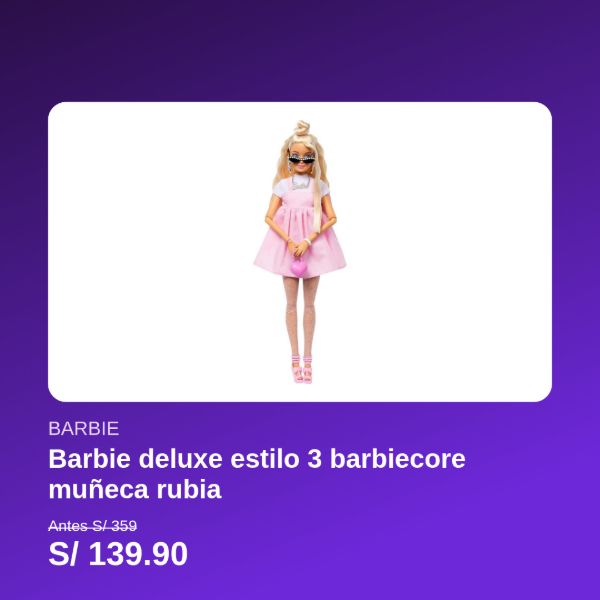 BARBIE
Barbie deluxe estilo 3 barbiecore
muñeca rubia
Antes S/ 359
S/ 139.90